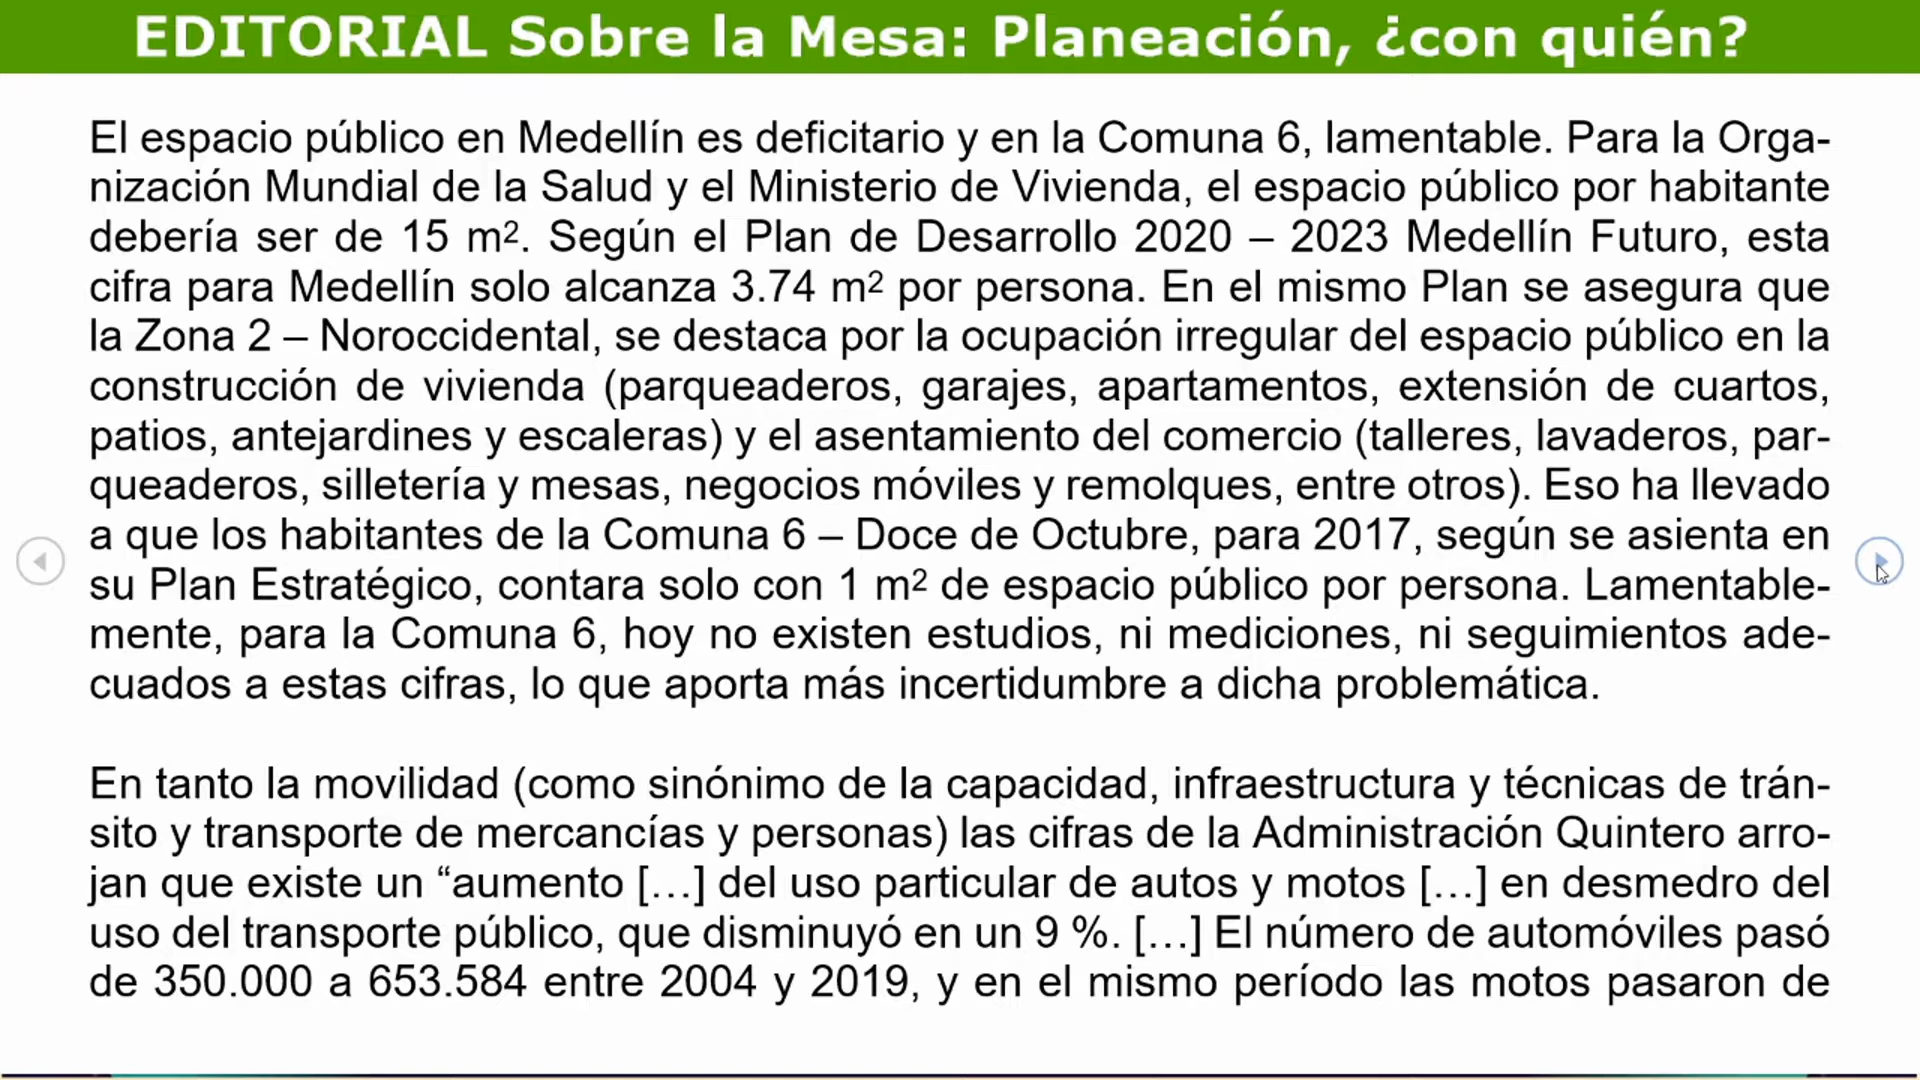 EDITORIAL Sobre la Mesa: Planeación, ¿con quién?
El espacio público en Medellín es deficitario y en la Comuna 6, lamentable. Para la Orga-
nización Mundial de la Salud y el Ministerio de Vivienda, el espacio público por habitante
debería ser de 15 m². Según el Plan de Desarrollo 2020 – 2023 Medellín Futuro, esta
cifra para Medellín solo alcanza 3.74 m² por persona. En el mismo Plan se asegura que
la Zona 2 – Noroccidental, se destaca por la ocupación irregular del espacio público en la
construcción de vivienda (parqueaderos, garajes, apartamentos, extensión de cuartos,
patios, antejardines y escaleras) y el asentamiento del comercio (talleres, lavaderos, par-
queaderos, silletería y mesas, negocios móviles y remolques, entre otros). Eso ha llevado
a que los habitantes de la Comuna 6 – Doce de Octubre, para 2017, según se asienta en
su Plan Estratégico, contara solo con 1 m² de espacio público por persona. Lamentable-
mente, para la Comuna 6, hoy no existen estudios, ni mediciones, ni seguimientos ade-
cuados a estas cifras, lo que aporta más incertidumbre a dicha problemática.
En tanto la movilidad (como sinónimo de la capacidad, infraestructura y técnicas de trán-
sito y transporte de mercancías y personas) las cifras de la Administración Quintero arro-
jan que existe un “aumento [...] del uso particular de autos y motos [...] en desmedro del
uso del transporte público, que disminuyó en un 9 %. [...] El número de automóviles pasó
de 350.000 a 653.584 entre 2004 y 2019, y en el mismo período las motos pasaron de